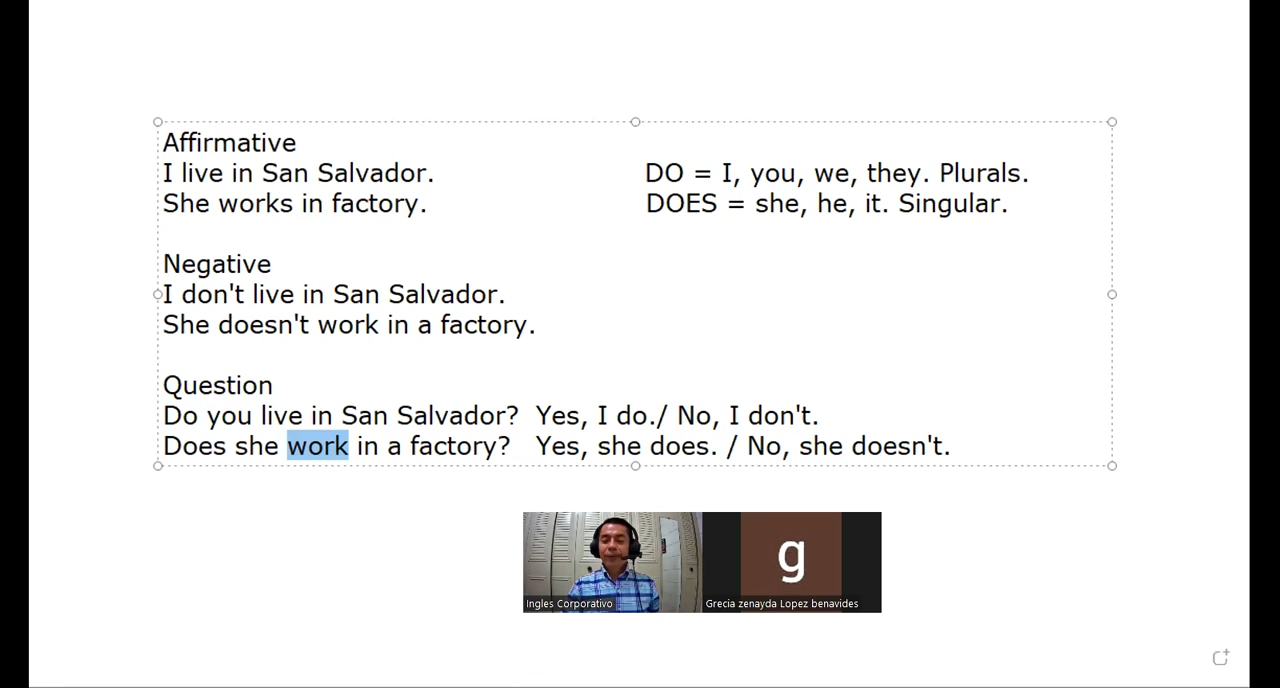 Affirmative
I live in San Salvador. DO = I, you, we, they. Plurals.
She works in factory. DOES = she, he, it. Singular.
Negative
I don't live in San Salvador.
She doesn't work in a factory.
Question
Do you live in San Salvador? Yes, I do./ No, I don't.
Does she work in a factory? Yes, she does. / No, she doesn't.
g
Ingles Corporativo
Grecia zenayda Lopez benavides